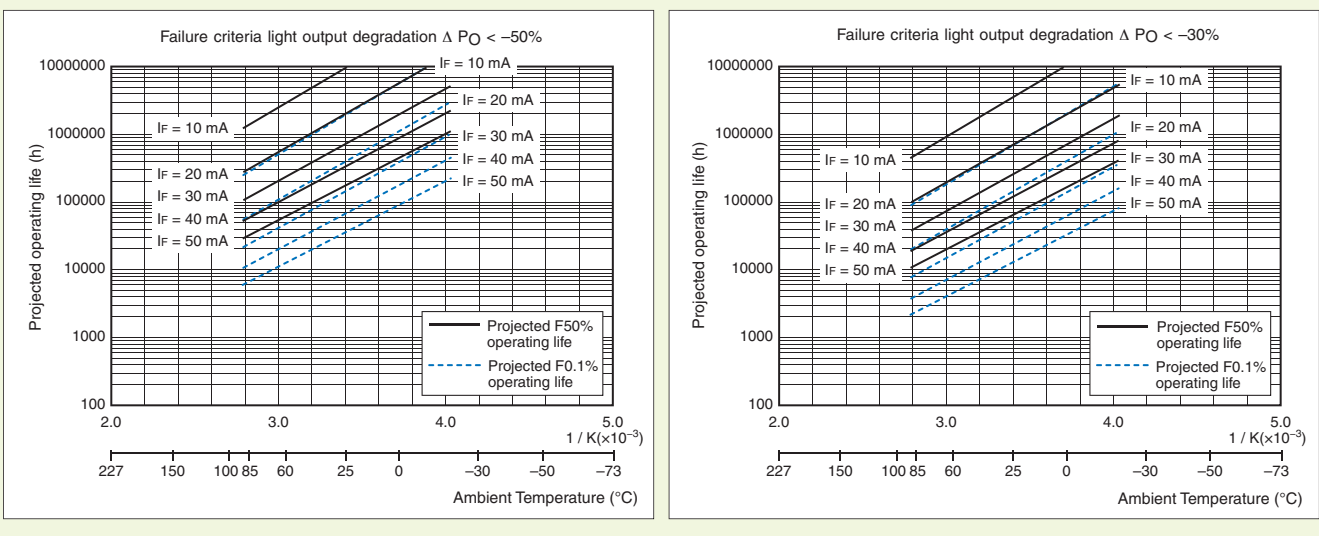 Failure criteria light output degradation Δ PO < –50%
Projected operating life (h)
10000000
1000000
100000
10000
1000
100
IF = 10 mA
IF = 20 mA
IF = 30 mA
IF = 40 mA
IF = 50 mA
IF = 10 mA
IF = 20 mA
IF = 30 mA
IF = 40 mA
IF = 50 mA
Projected F50%
operating life
Projected F0.1%
operating life
2.0 3.0 4.0 5.0
1 / K(×10–3)
227 150 100 85 60 25 0 –30 –50 –73
Ambient Temperature (°C)
Failure criteria light output degradation Δ PO < –30%
Projected operating life (h)
10000000
1000000
100000
10000
1000
100
IF = 10 mA
IF = 20 mA
IF = 30 mA
IF = 40 mA
IF = 50 mA
IF = 10 mA
IF = 20 mA
IF = 30 mA
IF = 40 mA
IF = 50 mA
Projected F50%
operating life
Projected F0.1%
operating life
2.0 3.0 4.0 5.0
1 / K(×10–3)
227 150 100 85 60 25 0 –30 –50 –73
Ambient Temperature (°C)